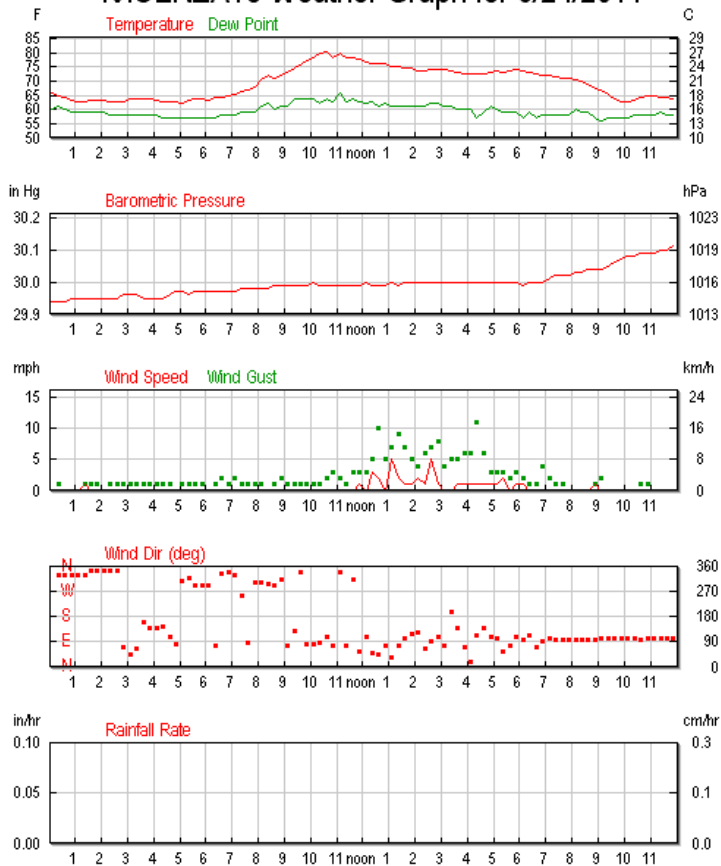 Weather Graph for
F Temperature Dew Point C
85 29
80 27
75 24
70 21
65 18
60 16
55 13
50 10
1 2 3 4 5 6 7 8 9 10 11 noon 1 2 3 4 5 6 7 8 9 10 11
in Hg Barometric Pressure hPa
30.2 1023
30.1 1019
30.0 1016
29.9 1013
1 2 3 4 5 6 7 8 9 10 11 noon 1 2 3 4 5 6 7 8 9 10 11
mph Wind Speed Wind Gust km/h
15 24
10 16
5 8
0 0
1 2 3 4 5 6 7 8 9 10 11 noon 1 2 3 4 5 6 7 8 9 10 11
Wind Dir (deg)
N 360
W 270
S 180
E 90
N 0
1 2 3 4 5 6 7 8 9 10 11 noon 1 2 3 4 5 6 7 8 9 10 11
in/hr Rainfall Rate cm/hr
0.10 0.3
0.05 0.1
0.00 0.0
1 2 3 4 5 6 7 8 9 10 11 noon 1 2 3 4 5 6 7 8 9 10 11